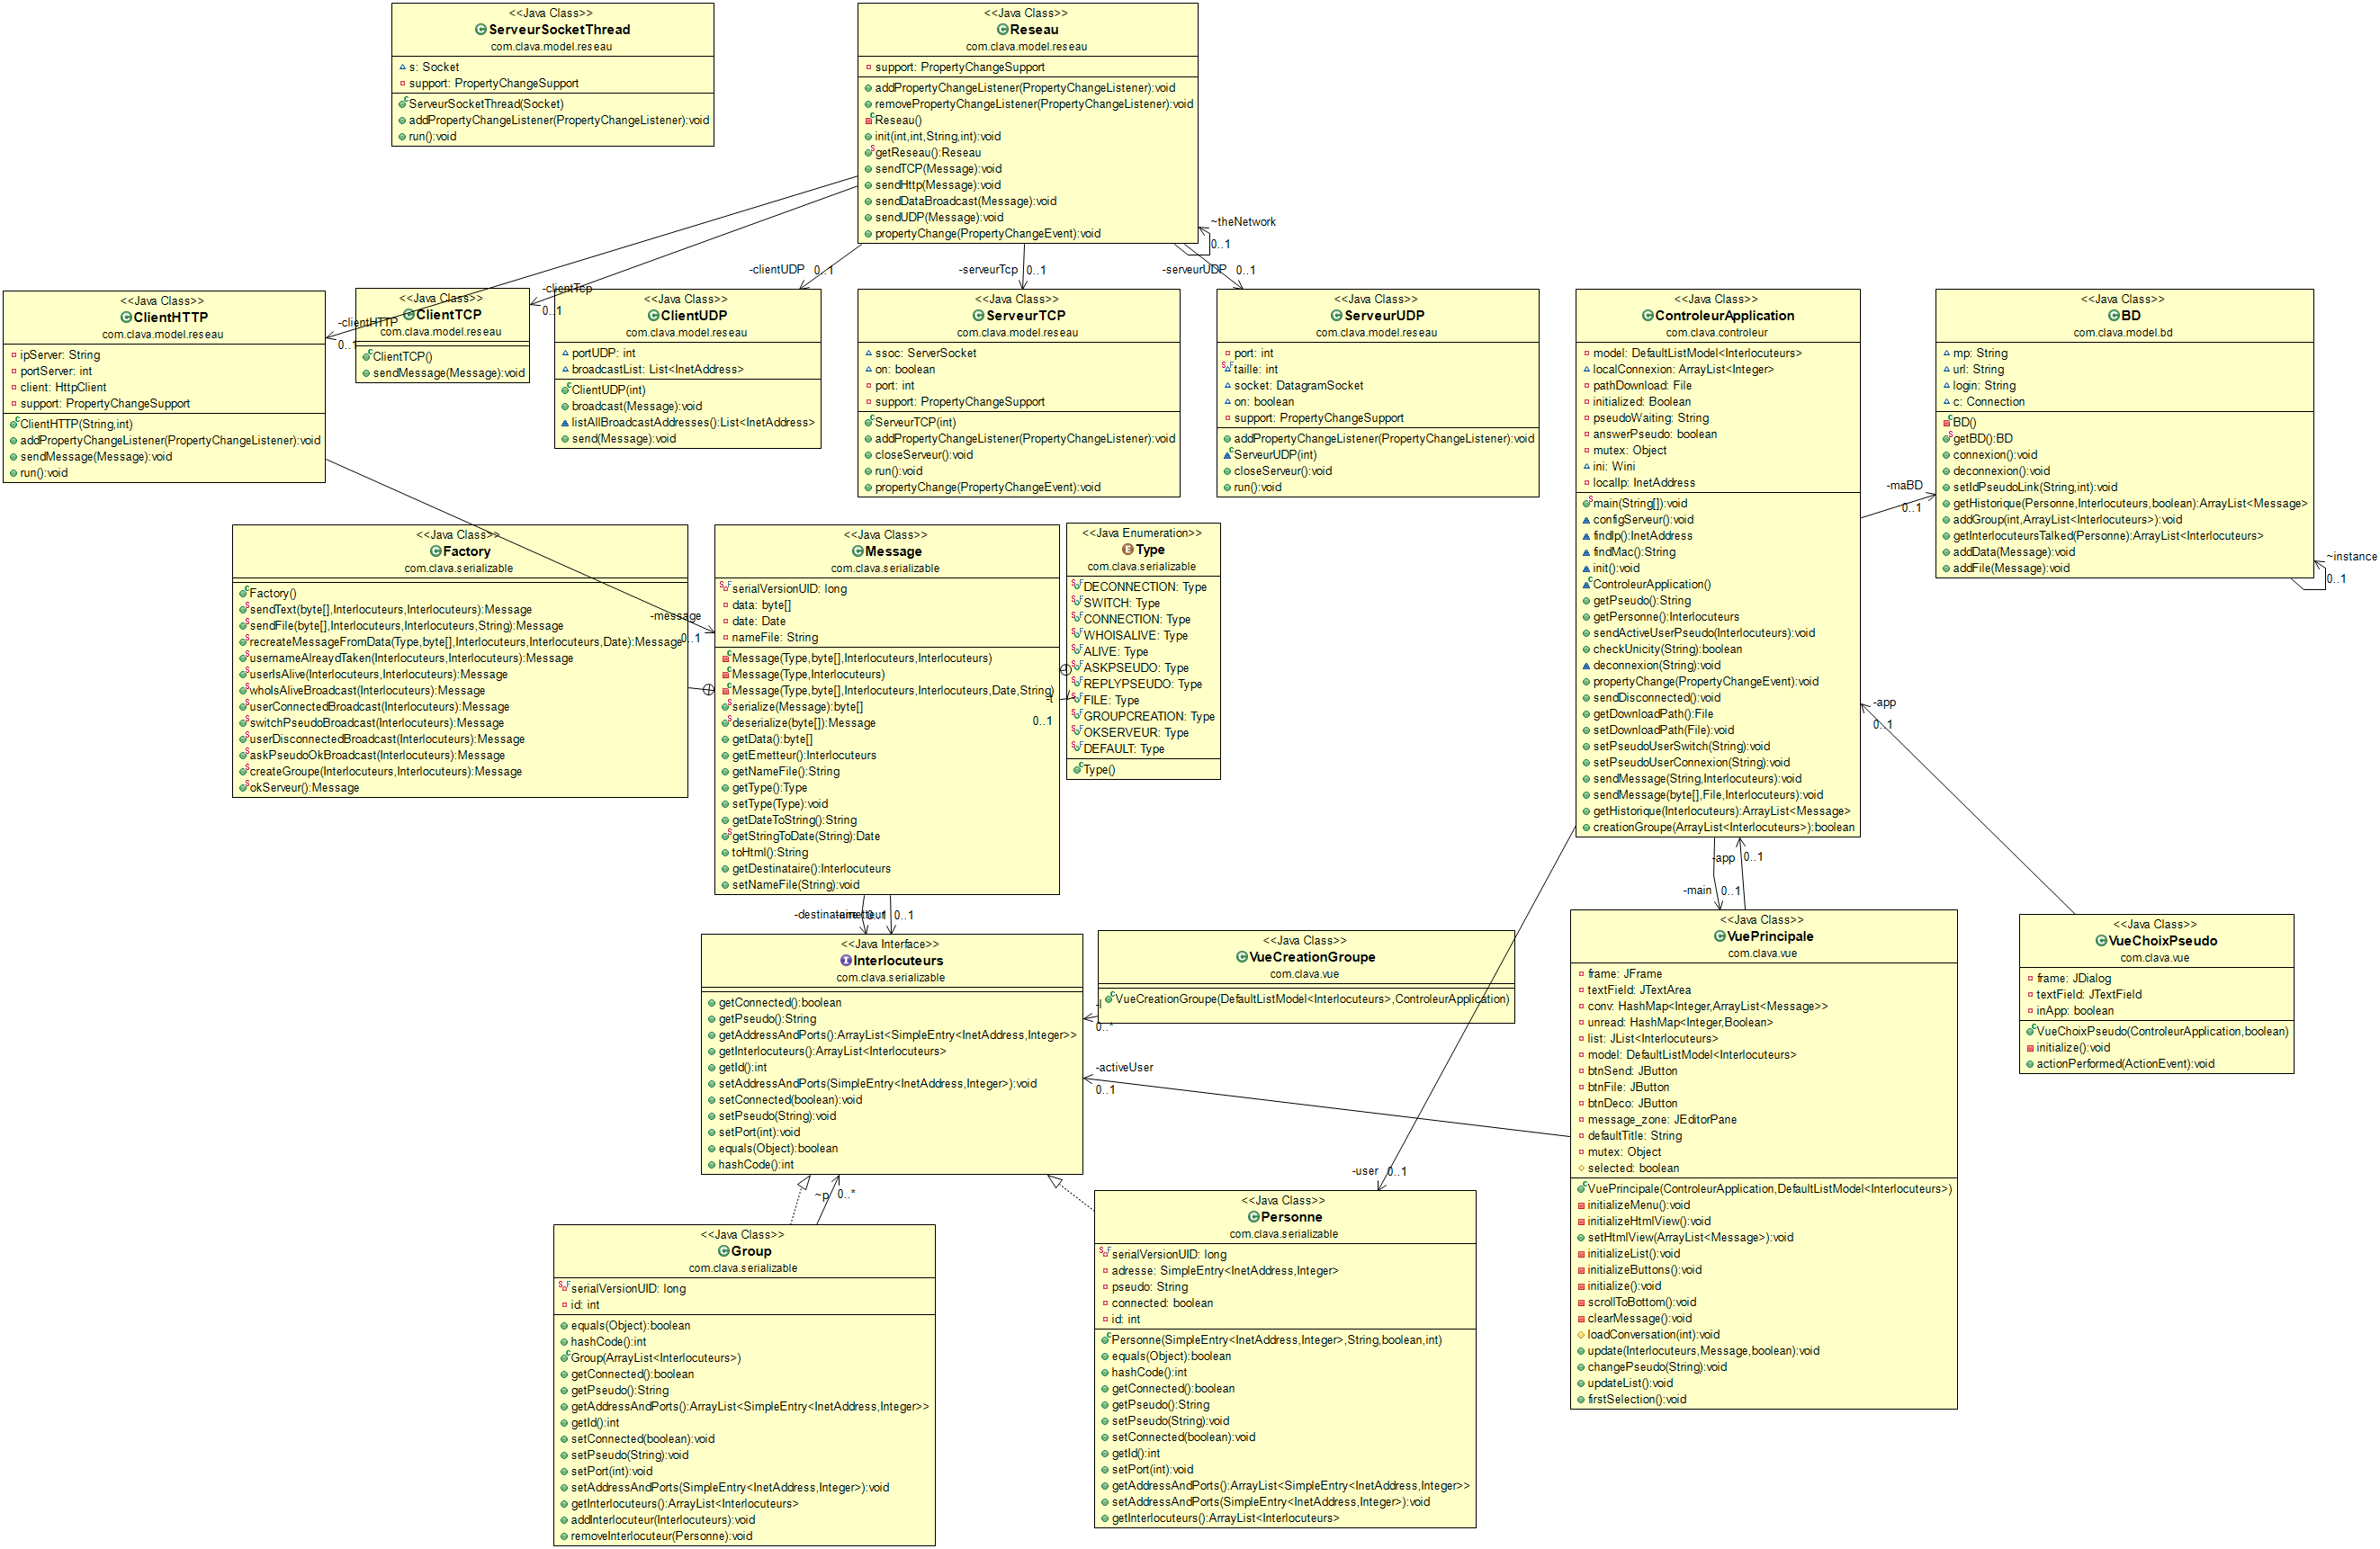 <<Java Class>>
ServeurSocketThread
com.clava.model.reseau
s: Socket
support: PropertyChangeSupport
ServeurSocketThread(Socket)
addPropertyChangeListener(PropertyChangeListener):void
run():void
<<Java Class>>
Reseau
com.clava.model.reseau
support: PropertyChangeSupport
addPropertyChangeListener(PropertyChangeListener):void
removePropertyChangeListener(PropertyChangeListener):void
Reseau()
init(int,int,String,int):void
getReseau():Reseau
sendTCP(Message):void
sendHttp(Message):void
sendDataBroadcast(Message):void
sendUDP(Message):void
propertyChange(PropertyChangeEvent):void
~theNetwork
0..1
-clientHTTP
0..1
-clientTcp
0..1
-clientUDP
0..1
-serveurTcp
0..1
-serveurUDP
0..1
<<Java Class>>
ClientHTTP
com.clava.model.reseau
ipServer: String
portServer: int
client: HttpClient
support: PropertyChangeSupport
ClientHTTP(String,int)
addPropertyChangeListener(PropertyChangeListener):void
sendMessage(Message):void
run():void
<<Java Class>>
ClientTCP
com.clava.model.reseau
ClientTCP()
sendMessage(Message):void
<<Java Class>>
ClientUDP
com.clava.model.reseau
portUDP: int
broadcastList: List<InetAddress>
ClientUDP(int)
broadcast(Message):void
listAllBroadcastAddresses():List<InetAddress>
send(Message):void
<<Java Class>>
ServeurTCP
com.clava.model.reseau
ssoc: ServerSocket
on: boolean
port: int
support: PropertyChangeSupport
ServeurTCP(int)
addPropertyChangeListener(PropertyChangeListener):void
closeServeur():void
run():void
propertyChange(PropertyChangeEvent):void
<<Java Class>>
ServeurUDP
com.clava.model.reseau
port: int
taille: int
socket: DatagramSocket
on: boolean
support: PropertyChangeSupport
addPropertyChangeListener(PropertyChangeListener):void
ServeurUDP(int)
closeServeur():void
run():void
<<Java Class>>
ControleurApplication
com.clava.controleur
model: DefaultListModel<Interlocuteurs>
localConnexion: ArrayList<Integer>
pathDownload: File
initialized: Boolean
pseudoWaiting: String
answerPseudo: boolean
mutex: Object
ini: Wini
localIp: InetAddress
main(String[]):void
configServeur():void
findIp():InetAddress
findMac():String
init():void
ControleurApplication()
getPseudo():String
getPersonne():Interlocuteurs
sendActiveUserPseudo(Interlocuteurs):void
checkUnicity(String):boolean
deconnexion(String):void
propertyChange(PropertyChangeEvent):void
sendDisconnected():void
getDownloadPath():File
setDownloadPath(File):void
setPseudoUserSwitch(String):void
setPseudoUserConnexion(String):void
sendMessage(String,Interlocuteurs):void
sendMessage(byte[],File,Interlocuteurs):void
getHistorique(Interlocuteurs):ArrayList<Message>
creationGroupe(ArrayList<Interlocuteurs>):boolean
-maBD
0..1
<<Java Class>>
BD
com.clava.model.bd
mp: String
url: String
login: String
c: Connection
BD()
getBD():BD
connexion():void
deconnexion():void
setIdPseudoLink(String,int):void
getHistorique(Personne,Interlocuteurs,boolean):ArrayList<Message>
addGroup(int,ArrayList<Interlocuteurs>):void
getInterlocuteursTalked(Personne):ArrayList<Interlocuteurs>
addData(Message):void
addFile(Message):void
~instance
0..1
<<Java Class>>
Factory
com.clava.serializable
Factory()
sendText(byte[],Interlocuteurs,Interlocuteurs):Message
sendFile(byte[],Interlocuteurs,Interlocuteurs,String):Message
recreateMessageFromData(Type,byte[],Interlocuteurs,Interlocuteurs,Date):Message
usernameAlreaydTaken(Interlocuteurs,Interlocuteurs):Message
userIsAlive(Interlocuteurs,Interlocuteurs):Message
whoIsAliveBroadcast(Interlocuteurs):Message
userConnectedBroadcast(Interlocuteurs):Message
switchPseudoBroadcast(Interlocuteurs):Message
userDisconnectedBroadcast(Interlocuteurs):Message
askPseudoOkBroadcast(Interlocuteurs):Message
createGroupe(Interlocuteurs,Interlocuteurs):Message
okServeur():Message
-message
0..1
<<Java Class>>
Message
com.clava.serializable
serialVersionUID: long
data: byte[]
date: Date
nameFile: String
Message(Type,byte[],Interlocuteurs,Interlocuteurs)
Message(Type,Interlocuteurs)
Message(Type,byte[],Interlocuteurs,Interlocuteurs,Date,String)
serialize(Message):byte[]
deserialize(byte[]):Message
getData():byte[]
getEmetteur():Interlocuteurs
getNameFile():String
getType():Type
setType(Type):void
getDateToString():String
getStringToDate(String):Date
toHtml():String
getDestinataire():Interlocuteurs
setNameFile(String):void
-t
0..1
<<Java Enumeration>>
Type
com.clava.serializable
DECONNECTION: Type
SWITCH: Type
CONNECTION: Type
WHOISALIVE: Type
ALIVE: Type
ASKPSEUDO: Type
REPLYPSEUDO: Type
FILE: Type
GROUPCREATION: Type
OKSERVEUR: Type
DEFAULT: Type
Type()
-destinataire
0..1
-emetteur
0..1
-app
0..1
-app
0..1
-main
0..1
<<Java Interface>>
Interlocuteurs
com.clava.serializable
getConnected():boolean
getPseudo():String
getAddressAndPorts():ArrayList<SimpleEntry<InetAddress,Integer>>
getInterlocuteurs():ArrayList<Interlocuteurs>
getId():int
setAddressAndPorts(SimpleEntry<InetAddress,Integer>):void
setConnected(boolean):void
setPseudo(String):void
setPort(int):void
equals(Object):boolean
hashCode():int
<<Java Class>>
VueCreationGroupe
com.clava.vue
VueCreationGroupe(DefaultListModel<Interlocuteurs>,ControleurApplication)
-l
0..*
-activeUser
0..1
<<Java Class>>
VuePrincipale
com.clava.vue
frame: JFrame
textField: JTextArea
conv: HashMap<Integer,ArrayList<Message>>
unread: HashMap<Integer,Boolean>
list: JList<Interlocuteurs>
model: DefaultListModel<Interlocuteurs>
btnSend: JButton
btnFile: JButton
btnDeco: JButton
message_zone: JEditorPane
defaultTitle: String
mutex: Object
selected: boolean
VuePrincipale(ControleurApplication,DefaultListModel<Interlocuteurs>)
initializeMenu():void
initializeHtmlView():void
setHtmlView(ArrayList<Message>):void
initializeList():void
initializeButtons():void
initialize():void
scrollToBottom():void
clearMessage():void
loadConversation(int):void
update(Interlocuteurs,Message,boolean):void
changePseudo(String):void
updateList():void
firstSelection():void
<<Java Class>>
VueChoixPseudo
com.clava.vue
frame: JDialog
textField: JTextField
inApp: boolean
VueChoixPseudo(ControleurApplication,boolean)
initialize():void
actionPerformed(ActionEvent):void
~p
0..*
-user
0..1
<<Java Class>>
Group
com.clava.serializable
serialVersionUID: long
id: int
equals(Object):boolean
hashCode():int
Group(ArrayList<Interlocuteurs>)
getConnected():boolean
getPseudo():String
getAddressAndPorts():ArrayList<SimpleEntry<InetAddress,Integer>>
getId():int
setConnected(boolean):void
setPseudo(String):void
setPort(int):void
setAddressAndPorts(SimpleEntry<InetAddress,Integer>):void
getInterlocuteurs():ArrayList<Interlocuteurs>
addInterlocuteur(Interlocuteurs):void
removeInterlocuteur(Personne):void
<<Java Class>>
Personne
com.clava.serializable
serialVersionUID: long
adresse: SimpleEntry<InetAddress,Integer>
pseudo: String
connected: boolean
id: int
Personne(SimpleEntry<InetAddress,Integer>,String,boolean,int)
equals(Object):boolean
hashCode():int
getConnected():boolean
getPseudo():String
setPseudo(String):void
setConnected(boolean):void
getId():int
setPort(int):void
getAddressAndPorts():ArrayList<SimpleEntry<InetAddress,Integer>>
setAddressAndPorts(SimpleEntry<InetAddress,Integer>):void
getInterlocuteurs():ArrayList<Interlocuteurs>